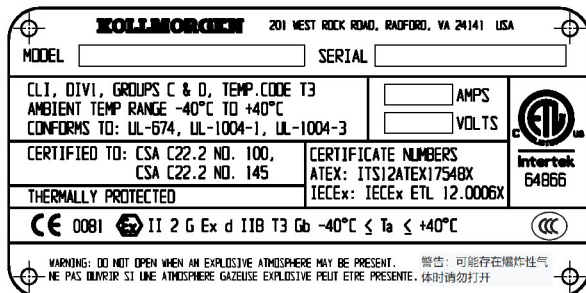 KOLLMORGEN 201 WEST ROCK ROAD, RADFORD, VA 24141 USA
MODEL SERIAL
CLI, DIV1, GROUPS C & D, TEMP.CODE T3
AMBIENT TEMP RANGE -40°C TO +40°C
CONFORMS TO: UL-674, UL-1004-1, UL-1004-3
AMPS
VOLTS
C ETL US
Intertek
64866
CERTIFIED TO: CSA C22.2 NO. 100,
CSA C22.2 NO. 145
THERMALLY PROTECTED
CERTIFICATE NUMBERS
ATEX: ITS12ATEX17548X
IECEx: IECEx ETL 12.0006X
CE 0081 Ex II 2 G Ex d IIB T3 Gb -40°C ≤ Ta ≤ +40°C CCC
WARNING: DO NOT OPEN WHEN AN EXPLOSIVE ATMOSPHERE MAY BE PRESENT.
NE PAS OUVRIR SI UNE ATMOSPHERE GAZEUSE EXPLOSIVE PEUT ETRE PRESENTE.
警告：可能存在爆炸性气
体时请勿打开